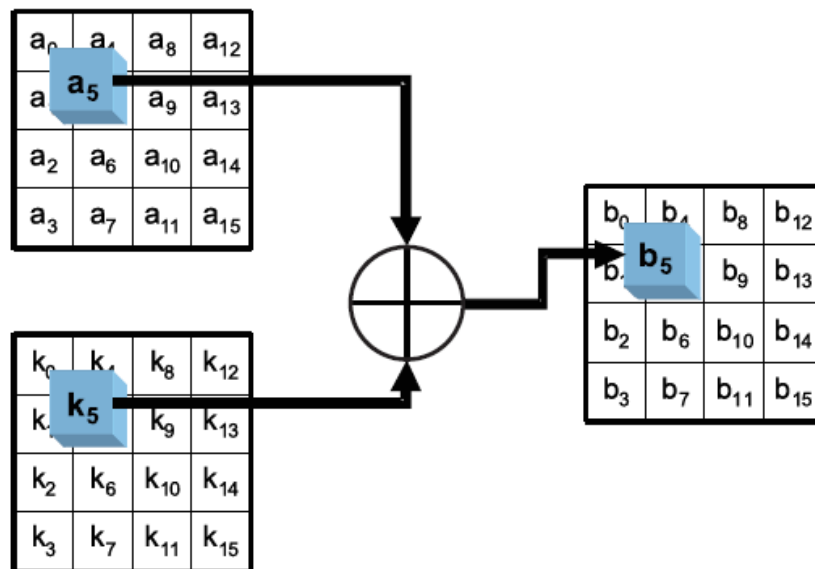 a₀ a₄ a₈ a₁₂
a₅ a₉ a₁₃
a₂ a₆ a₁₀ a₁₄
a₃ a₇ a₁₁ a₁₅
b₀ b₄ b₈ b₁₂
b₁ b₅ b₉ b₁₃
b₂ b₆ b₁₀ b₁₄
b₃ b₇ b₁₁ b₁₅
k₀ k₄ k₈ k₁₂
k₁ k₅ k₉ k₁₃
k₂ k₆ k₁₀ k₁₄
k₃ k₇ k₁₁ k₁₅